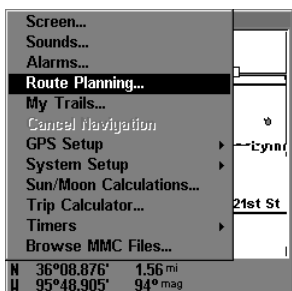 Screen...
Sounds...
Alarms...
Route Planning...
My Trails...
Cancel Navigation
GPS Setup
System Setup
Sun/Moon Calculations...
Trip Calculator...
21st St
Timers
Browse MMC Files...
N 36°08.876' 1.56 mi
W 95°48.905' 94° mag